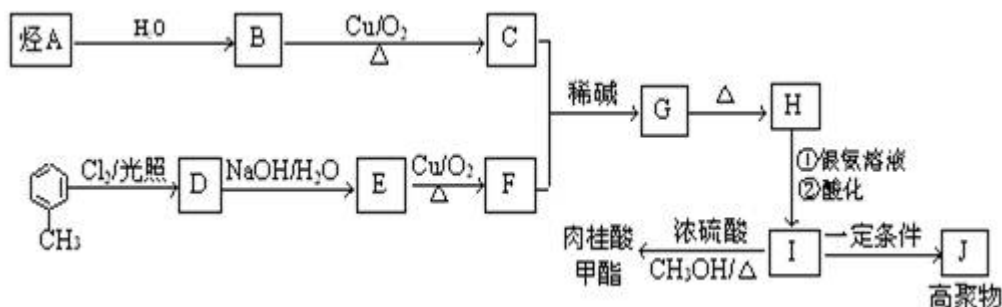 烃A
H2O
B
Cu/O2
△
C
稀碱
G
△
H
Cl2/光照
D
NaOH/H2O
E
Cu/O2
△
F
CH3
①银氨溶液
②酸化
肉桂酸
甲酯
浓硫酸
CH3OH/△
I
一定条件
J
高聚物